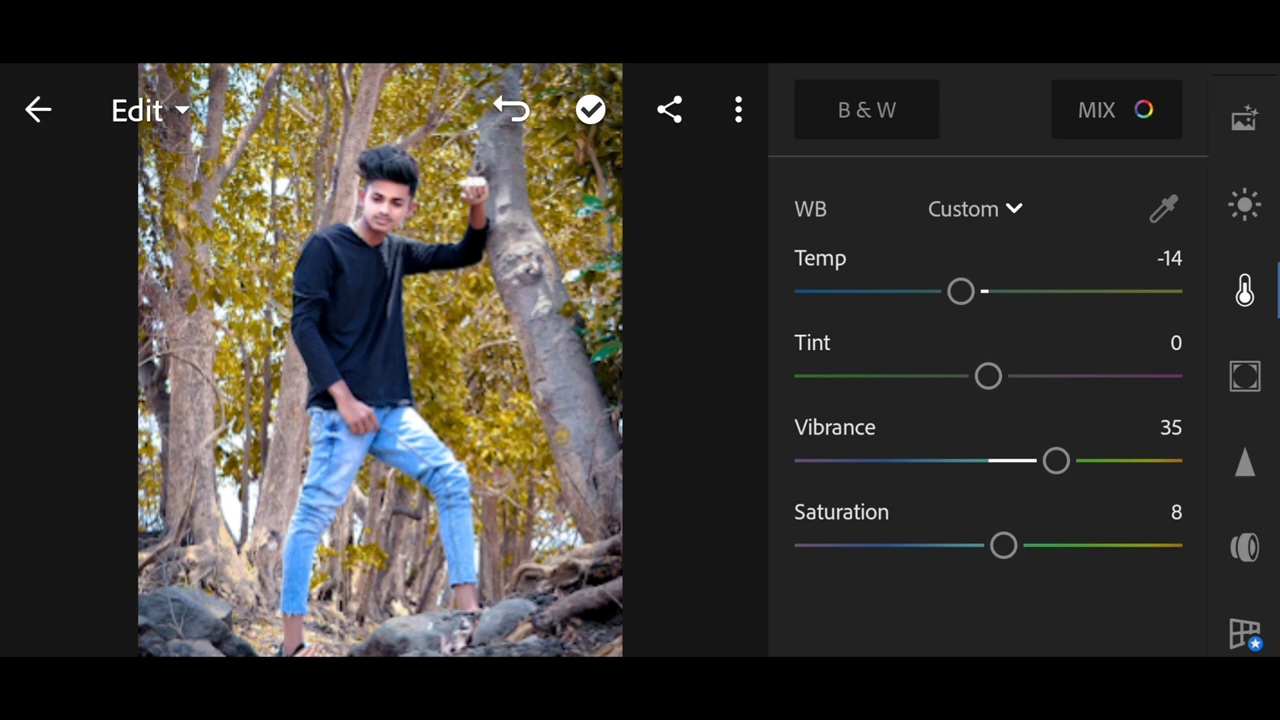 Edit
B & W
MIX
WB Custom
Temp -14
Tint 0
Vibrance 35
Saturation 8